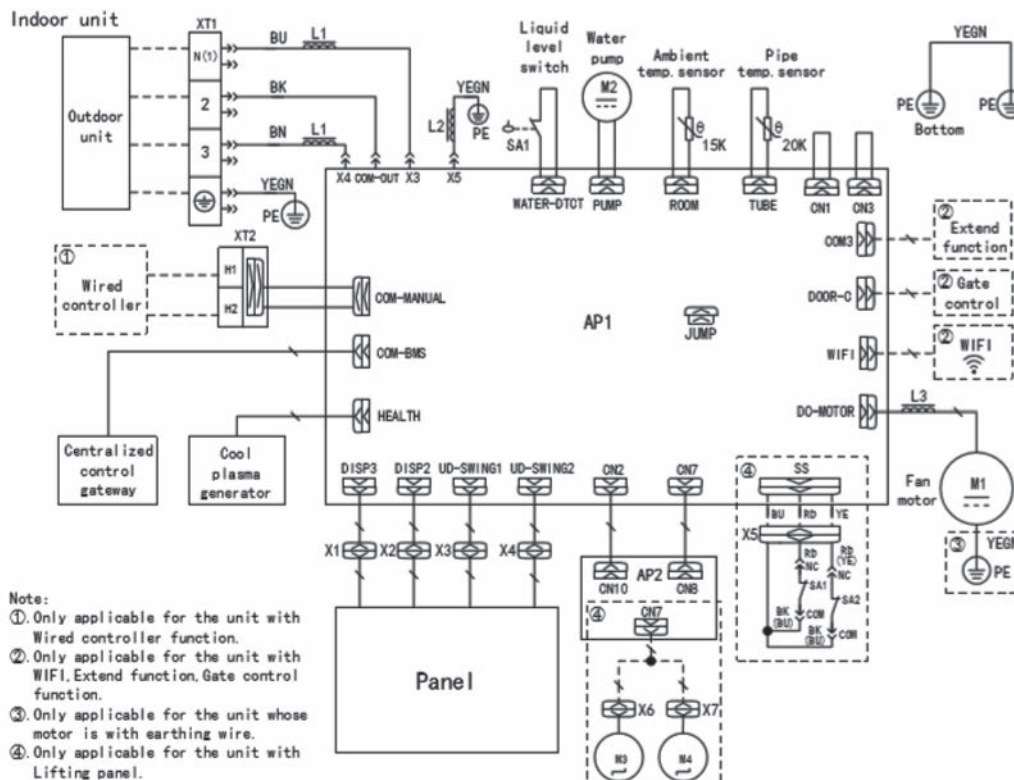 Indoor unit
XT1
BU
L1
N(1)
BK
2
BN
L1
3
YEGN
PE
Outdoor
unit
X4
COM-OUT
X3
L2
YEGN
PE
X5
Liquid
level
switch
SA1
WATER-DTCT
Water
pump
M2
PUMP
Ambient
temp. sensor
θ
15K
ROOM
Pipe
temp. sensor
θ
20K
TUBE
CN1
CN3
YEGN
PE
PE
Bottom
①
Wired
controller
XT2
H1
H2
COM-MANUAL
COM-BMS
HEALTH
Centralized
control
gateway
Cool
plasma
generator
AP1
JUMP
COM3
② Extend
function
DOOR-C
② Gate
control
WIFI
② WIFI
DO-MOTOR
L3
Fan
motor
M1
③
YEGN
PE
DISP3
DISP2
UD-SWING1
UD-SWING2
CN2
CN7
X1
X2
X3
X4
Panel
AP2
CN10
CN8
④
CN7
X6
X7
M3
M4
④
SS
BU
RD
YE
X5
RD
NC
SA1
COM
BK
(BU)
RD
(YE)
NC
SA2
COM
BK
(BU)
Note:
①. Only applicable for the unit with
Wired controller function.
②. Only applicable for the unit with
WIFI, Extend function, Gate control
function.
③. Only applicable for the unit whose
motor is with earthing wire.
④. Only applicable for the unit with
Lifting panel.